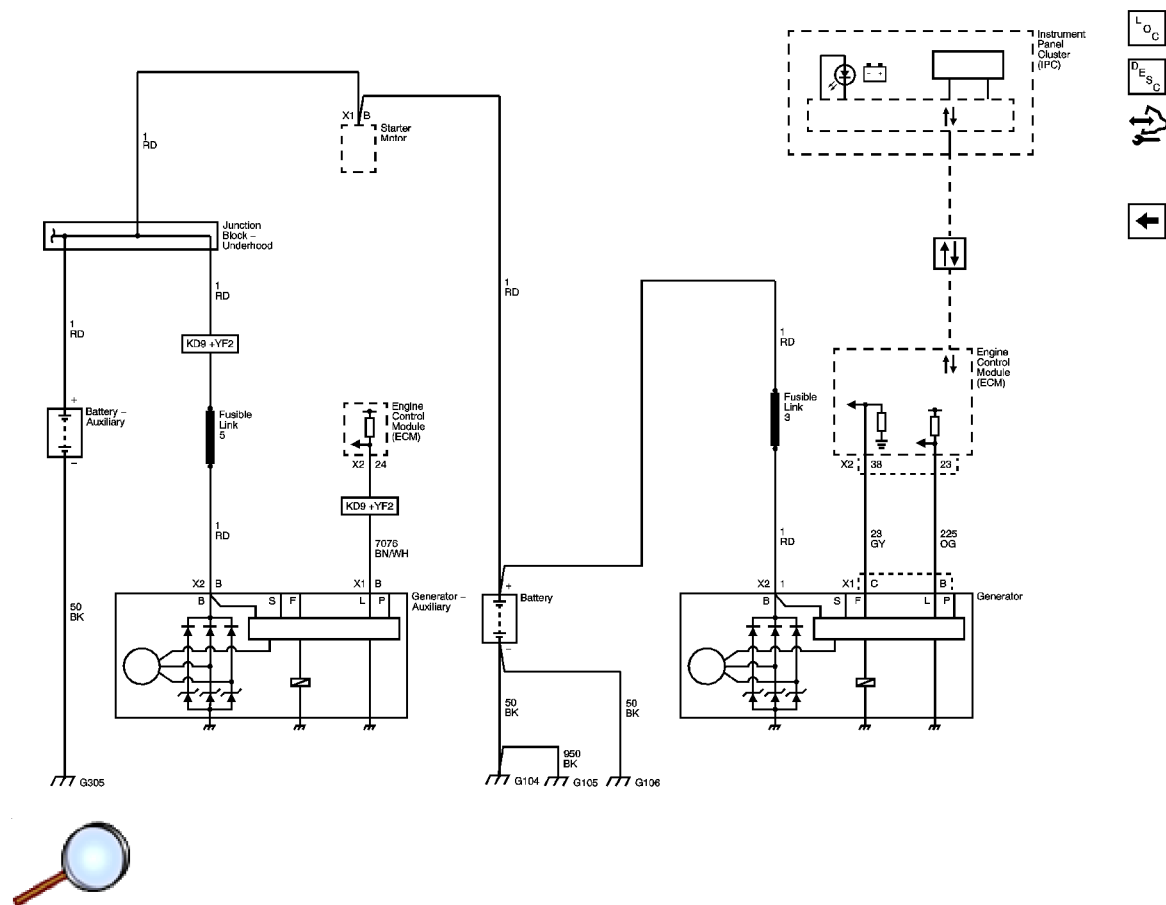 Instrument
Panel
Cluster
(IPC)
L O C
D E S C
- +
X1 B
Starter
Motor
1
RD
Junction
Block –
Underhood
1
RD
1
RD
1
RD
1
RD
KD9 +YF2
Engine
Control
Module
(ECM)
+
Battery –
Auxiliary
–
Fusible
Link
5
Engine
Control
Module
(ECM)
Fusible
Link
3
X2 24
X2 38 23
KD9 +YF2
1
RD
7076
BN/WH
1
RD
23
GY
225
OG
50
BK
X2 B
X1 B
Generator –
Auxiliary
B S F L P
+
Battery
–
X2 1
X1 C B
Generator
B S F L P
50
BK
50
BK
950
BK
G305
G104
G105
G106